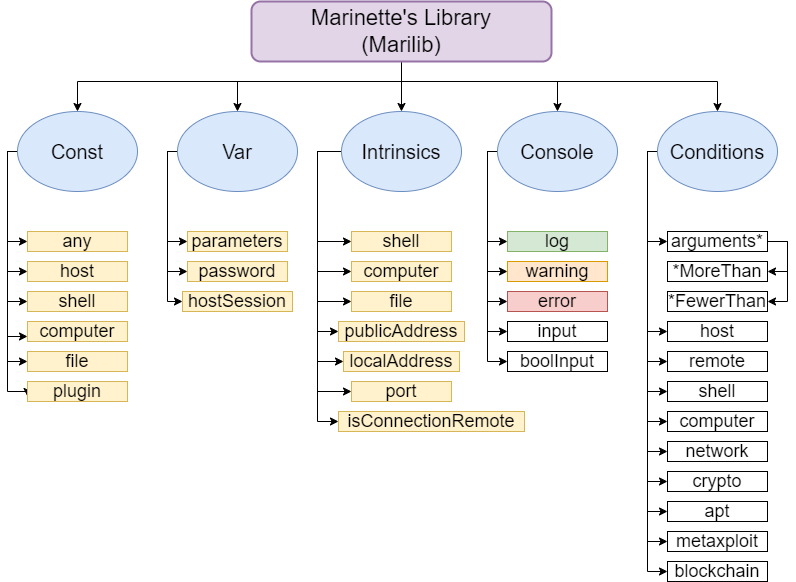 Marinette's Library
(Marilib)
Const
Var
Intrinsics
Console
Conditions
any
host
shell
computer
file
plugin
parameters
password
hostSession
shell
computer
file
publicAddress
localAddress
port
isConnectionRemote
log
warning
error
input
boolInput
arguments*
*MoreThan
*FewerThan
host
remote
shell
computer
network
crypto
apt
metaxploit
blockchain